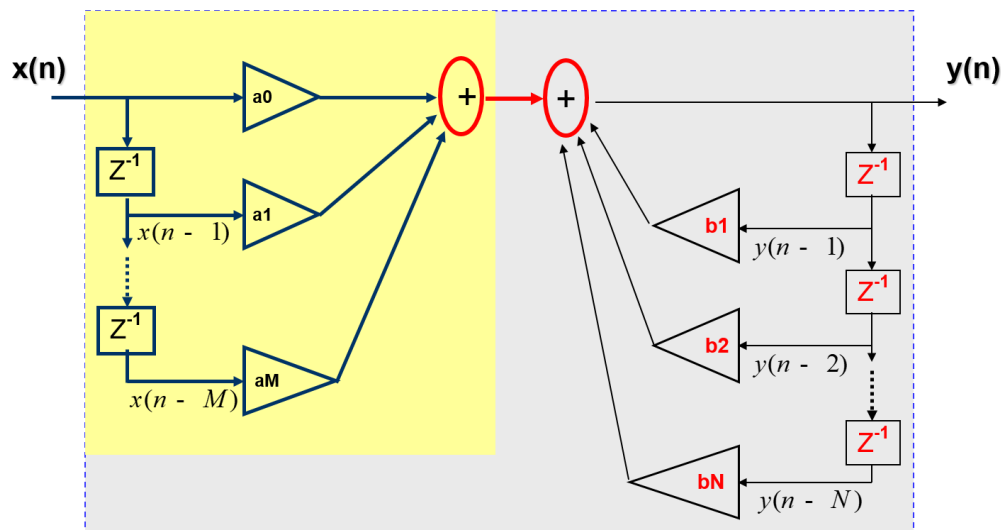 x(n)
y(n)
a0
+
+
Z-1
Z-1
a1
x(n - 1)
b1
y(n - 1)
Z-1
Z-1
b2
y(n - 2)
aM
x(n - M)
Z-1
bN
y(n - N)